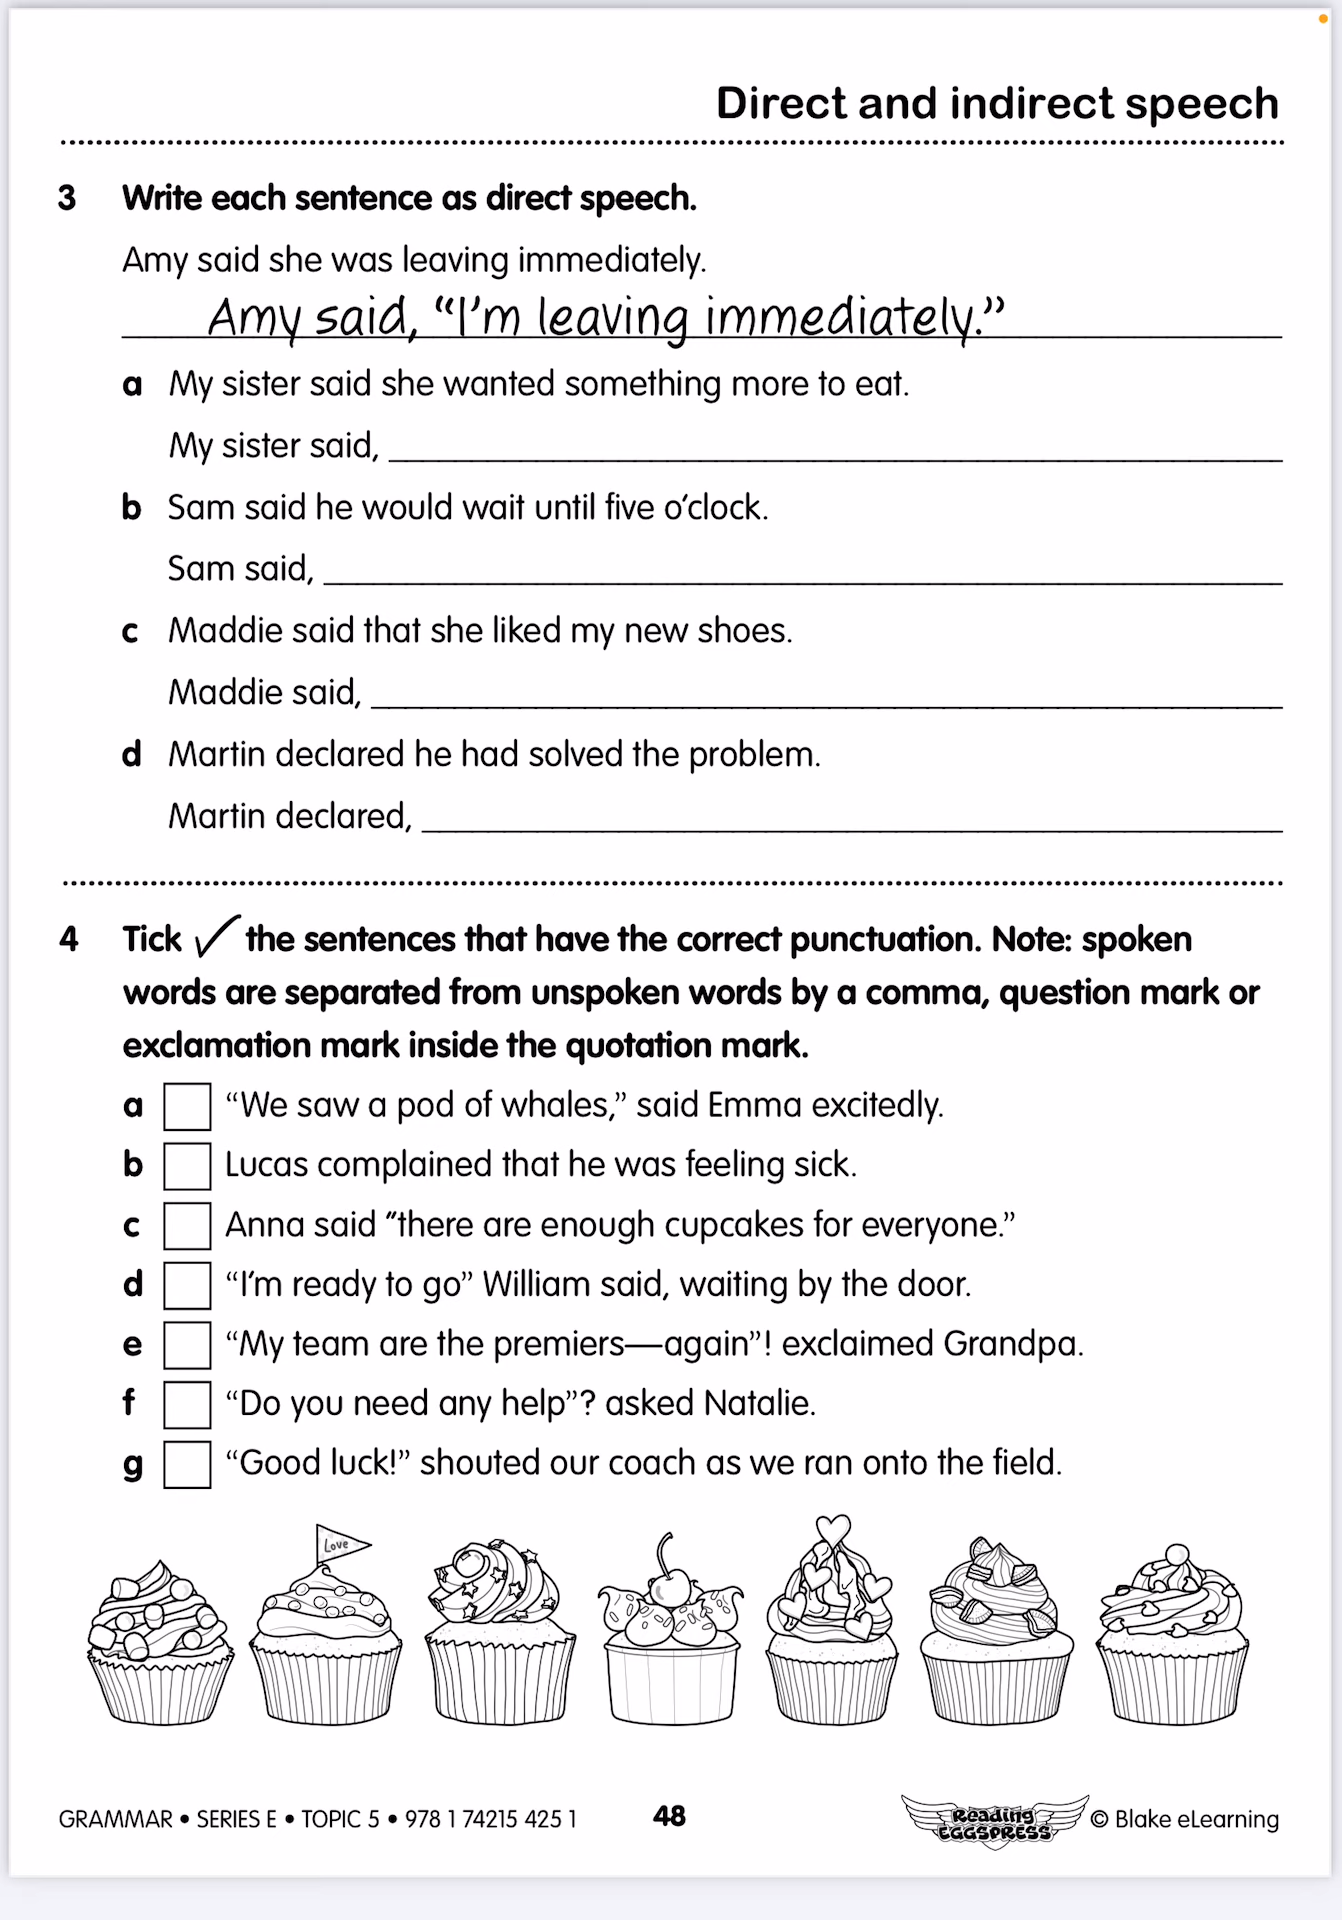 Direct and indirect speech
3 Write each sentence as direct speech.
Amy said she was leaving immediately.
Amy said, “I’m leaving immediately.”
a My sister said she wanted something more to eat.
My sister said,
b Sam said he would wait until five o’clock.
Sam said,
c Maddie said that she liked my new shoes.
Maddie said,
d Martin declared he had solved the problem.
Martin declared,
4 Tick ✓ the sentences that have the correct punctuation. Note: spoken
words are separated from unspoken words by a comma, question mark or
exclamation mark inside the quotation mark.
a “We saw a pod of whales,” said Emma excitedly.
b Lucas complained that he was feeling sick.
c Anna said “there are enough cupcakes for everyone.”
d “I’m ready to go” William said, waiting by the door.
e “My team are the premiers—again”! exclaimed Grandpa.
f “Do you need any help”? asked Natalie.
g “Good luck!” shouted our coach as we ran onto the field.
Love
GRAMMAR • SERIES E • TOPIC 5 • 978 1 74215 425 1
48
Reading
EGGSPRESS
© Blake eLearning